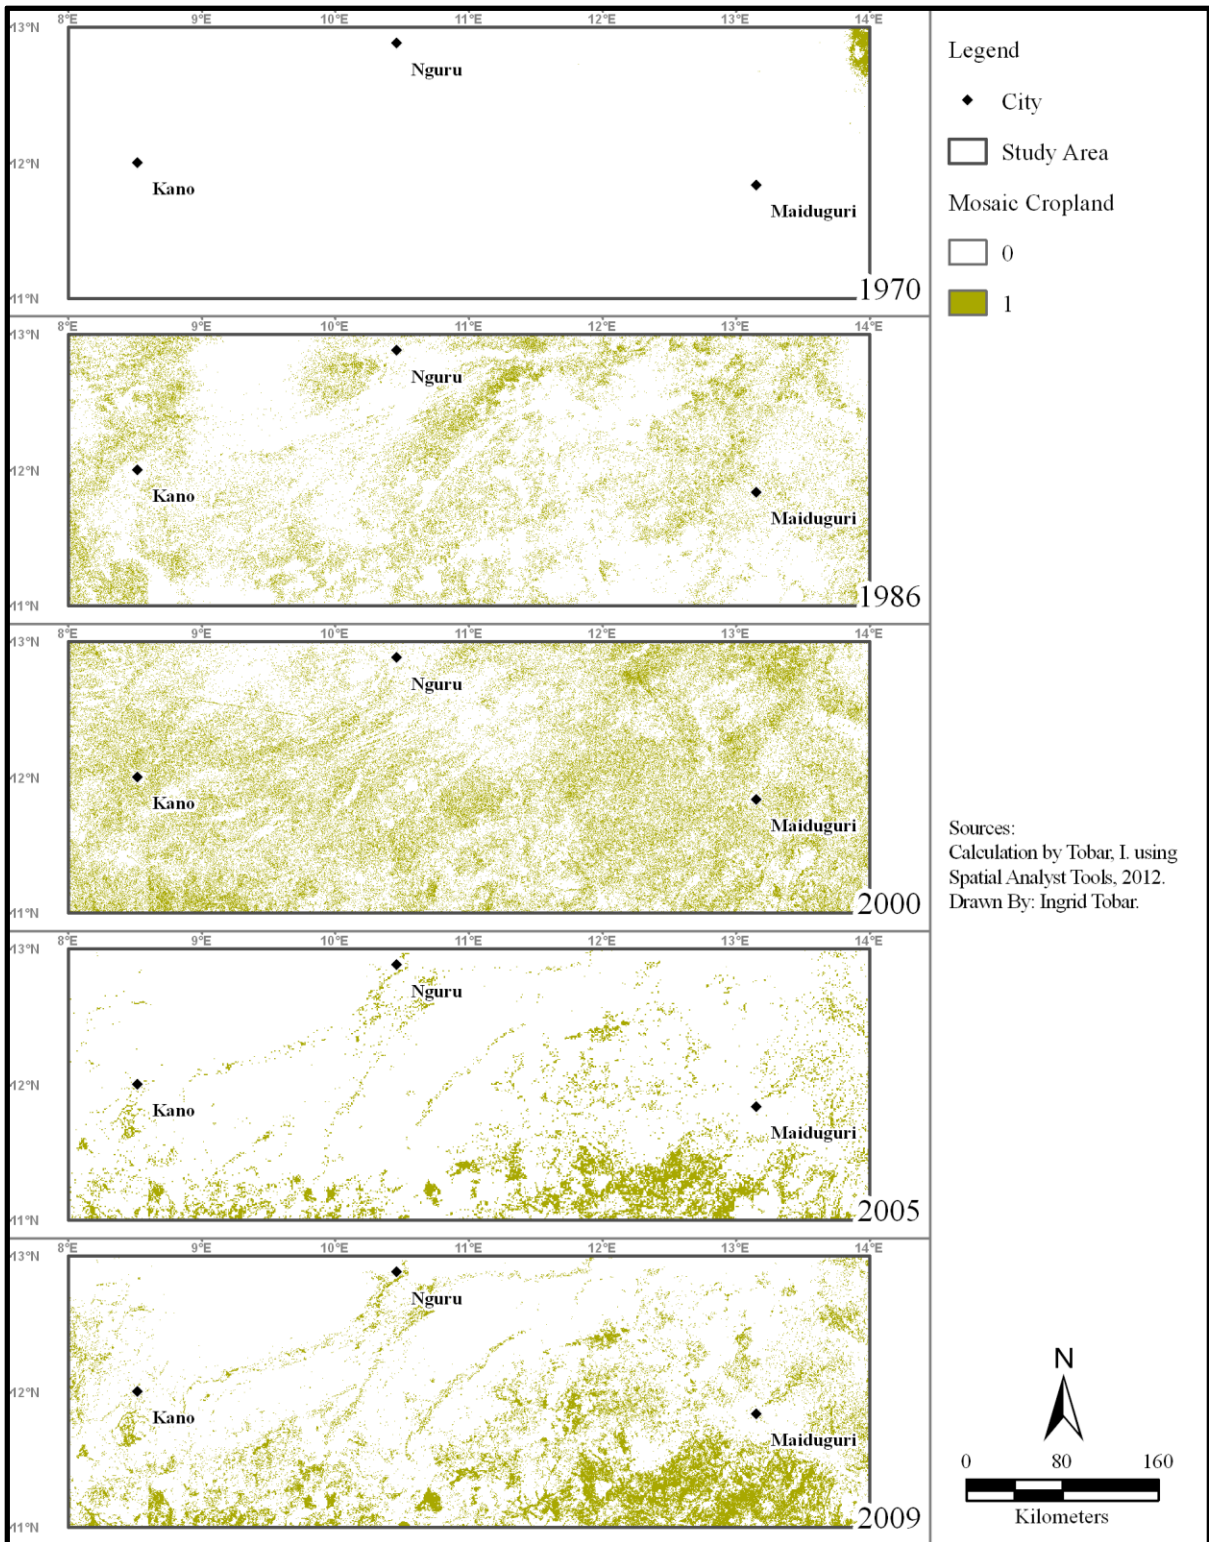 8°E 9°E 10°E 11°E 12°E 13°E 14°E
13°N
Nguru
12°N
Kano
Maiduguri
11°N
1970
8°E 9°E 10°E 11°E 12°E 13°E 14°E
13°N
Nguru
12°N
Kano
Maiduguri
11°N
1986
8°E 9°E 10°E 11°E 12°E 13°E 14°E
13°N
Nguru
12°N
Kano
Maiduguri
11°N
2000
8°E 9°E 10°E 11°E 12°E 13°E 14°E
13°N
Nguru
12°N
Kano
Maiduguri
11°N
2005
8°E 9°E 10°E 11°E 12°E 13°E 14°E
13°N
Nguru
12°N
Kano
Maiduguri
11°N
2009
Legend
City
Study Area
Mosaic Cropland
0
1
Sources:
Calculation by Tobar, I. using
Spatial Analyst Tools, 2012.
Drawn By: Ingrid Tobar.
N
0 80 160
Kilometers